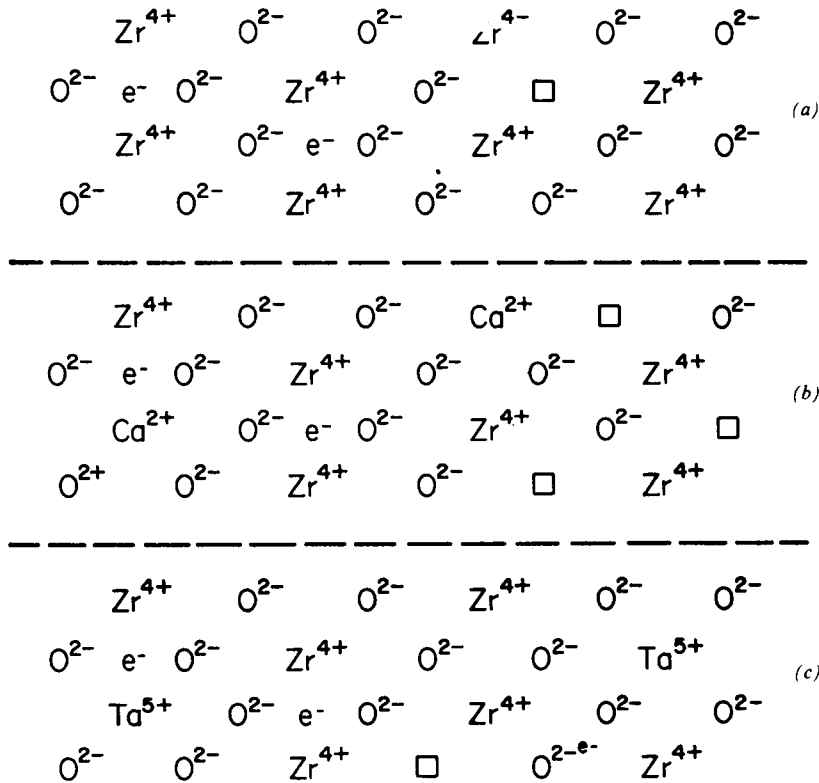 Zr⁴⁺ O²⁻ O²⁻ Zr⁴⁻ O²⁻ O²⁻
O²⁻ e⁻ O²⁻ Zr⁴⁺ O²⁻ □ Zr⁴⁺
(a)
Zr⁴⁺ O²⁻ e⁻ O²⁻ Zr⁴⁺ O²⁻ O²⁻
O²⁻ O²⁻ Zr⁴⁺ O²⁻ O²⁻ Zr⁴⁺
Zr⁴⁺ O²⁻ O²⁻ Ca²⁺ □ O²⁻
O²⁻ e⁻ O²⁻ Zr⁴⁺ O²⁻ O²⁻ Zr⁴⁺
(b)
Ca²⁺ O²⁻ e⁻ O²⁻ Zr⁴⁺ O²⁻ □
O²⁺ O²⁻ Zr⁴⁺ O²⁻ □ Zr⁴⁺
Zr⁴⁺ O²⁻ O²⁻ Zr⁴⁺ O²⁻ O²⁻
O²⁻ e⁻ O²⁻ Zr⁴⁺ O²⁻ O²⁻ Ta⁵⁺
(c)
Ta⁵⁺ O²⁻ e⁻ O²⁻ Zr⁴⁺ O²⁻ O²⁻
O²⁻ O²⁻ Zr⁴⁺ □ O²⁻e⁻ Zr⁴⁺